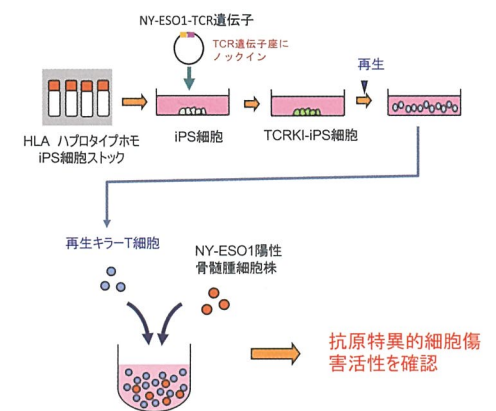 NY-ESO1-TCR遺伝子
TCR遺伝子座に
ノックイン
再生
HLA ハプロタイプホモ
iPS細胞ストック
iPS細胞
TCRKI-iPS細胞
再生キラーT細胞
NY-ESO1陽性
骨髄腫細胞株
抗原特異的細胞傷
害活性を確認